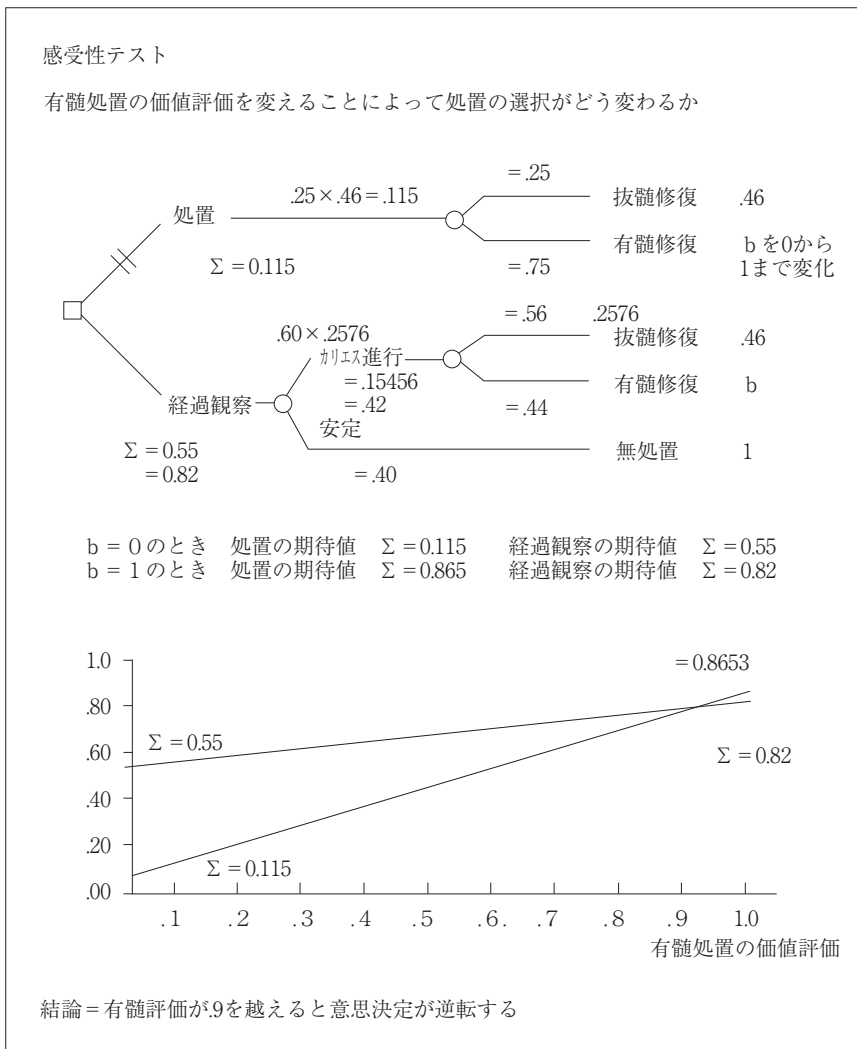 感受性テスト
有髄処置の価値評価を変えることによって処置の選択がどう変わるか
=.25
.25×.46=.115
抜髄修復 .46
処置
有髄修復 bを0から
1まで変化
Σ=0.115
=.75
=.56 .2576
.60×.2576
抜髄修復 .46
カリエス進行
=.15456
有髄修復 b
経過観察
=.42
=.44
安定
Σ=0.55
無処置 1
=0.82
=.40
b=0のとき 処置の期待値 Σ=0.115 経過観察の期待値 Σ=0.55
b=1のとき 処置の期待値 Σ=0.865 経過観察の期待値 Σ=0.82
1.0
=0.8653
.80
Σ=0.55
.60
Σ=0.82
.40
.20
Σ=0.115
.00
.1 .2 .3 .4 .5 .6. .7 .8 .9 1.0
有髄処置の価値評価
結論=有髄評価が.9を越えると意思決定が逆転する